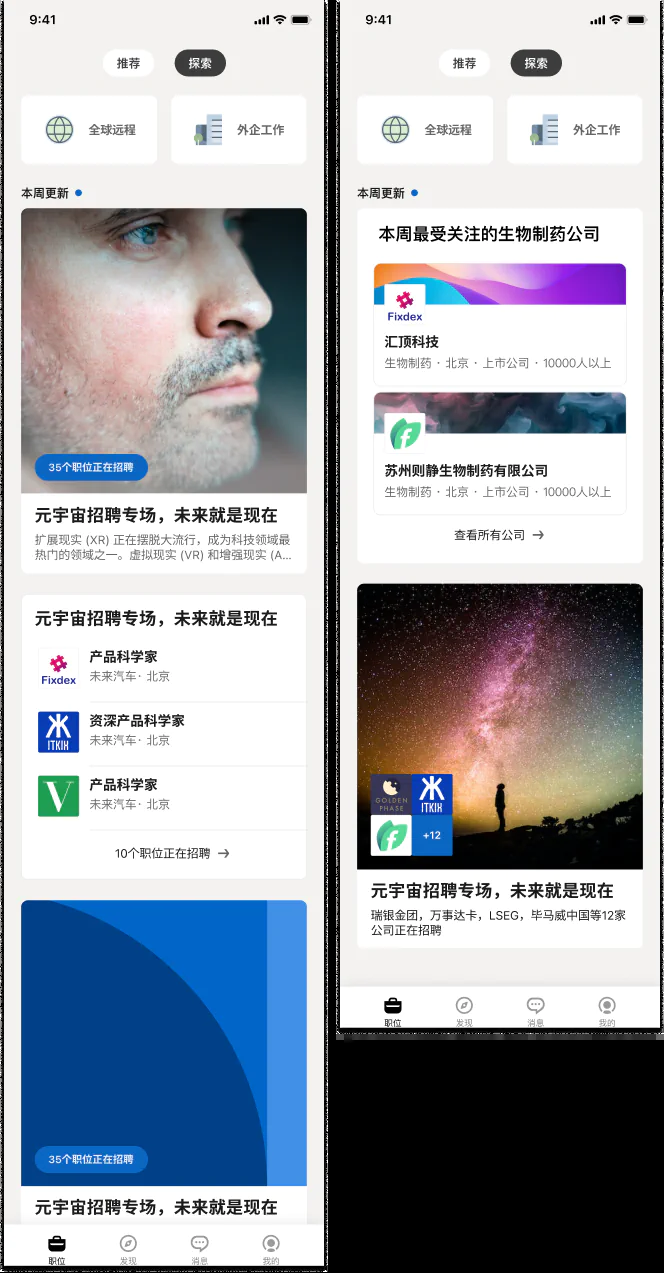 9:41
推荐
探索
全球远程
外企工作
本周更新
35个职位正在招聘
元宇宙招聘专场，未来就是现在
扩展现实 (XR) 正在摆脱大流行，成为科技领域最
热门的领域之一。虚拟现实 (VR) 和增强现实 (A...
元宇宙招聘专场，未来就是现在
Fixdex
产品科学家
未来汽车· 北京
ITKIK
资深产品科学家
未来汽车· 北京
V
产品科学家
未来汽车· 北京
10个职位正在招聘
35个职位正在招聘
元宇宙招聘专场，未来就是现在
职位
发现
消息
我的
9:41
推荐
探索
全球远程
外企工作
本周更新
本周最受关注的生物制药公司
Fixdex
汇顶科技
生物制药 · 北京 · 上市公司 · 10000人以上
f
苏州则静生物制药有限公司
生物制药 · 北京 · 上市公司 · 10000人以上
查看所有公司
GOLDEN
PHASE
ITKIK
f
+12
元宇宙招聘专场，未来就是现在
瑞银金团，万事达卡，LSEG，毕马威中国等12家
公司正在招聘
职位
发现
消息
我的